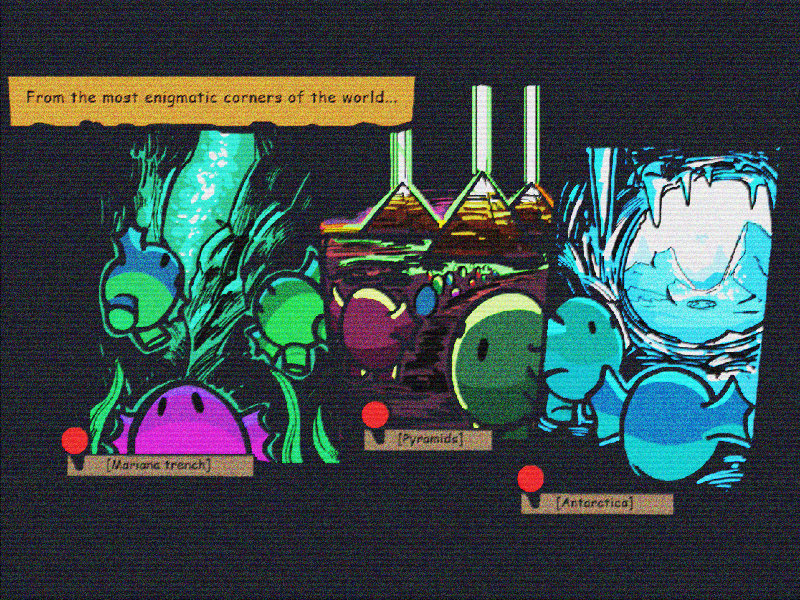 From the most enigmatic corners of the world...
[Pyramids]
[Mariana trench]
[Antarctica]